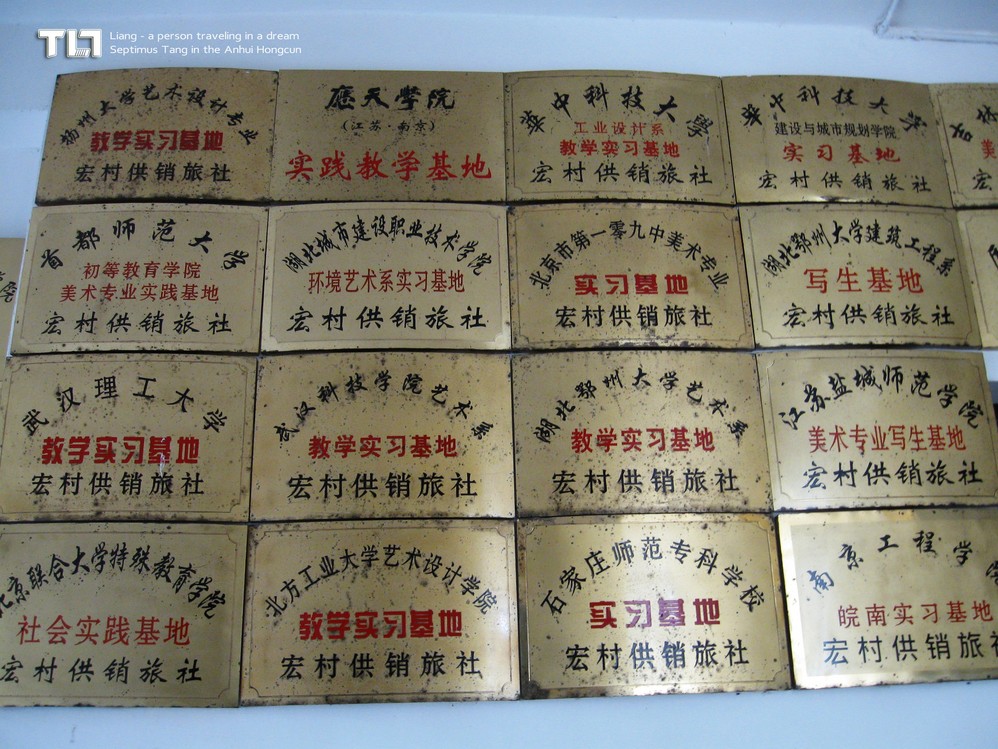 TLT
Liang - a person traveling in a dream
Septimus Tang in the Anhui Hongcun
扬州大学艺术设计专业
教学实习基地
宏村供销旅社
應天學院
(江苏·南京)
实践教学基地
華中科技大學
工业设计系
教学实习基地
宏村供销旅社
華中科技大学
建设与城市规划学院
实习基地
宏村供销旅社
吉林
美
宏
首都师范大学
初等教育学院
美术专业实践基地
宏村供销旅社
湖北城市建设职业技术学院
环境艺术系实习基地
宏村供销旅社
北京市第一零九中美术专业
实习基地
宏村供销旅社
湖北鄂州大学建筑工程系
写生基地
宏村供销旅社
院
武汉理工大学
教学实习基地
宏村供销旅社
武汉科技学院艺术系
教学实习基地
宏村供销旅社
湖北鄂州大学艺术系
教学实习基地
宏村供销旅社
江苏盐城师范学院
美术专业写生基地
宏村供销旅社
北京联合大学特殊教育学院
社会实践基地
宏村供销旅社
北方工业大学艺术设计学院
教学实习基地
宏村供销旅社
石家庄师范专科学校
实习基地
宏村供销旅社
南京工程学院
皖南实习基地
宏村供销旅社